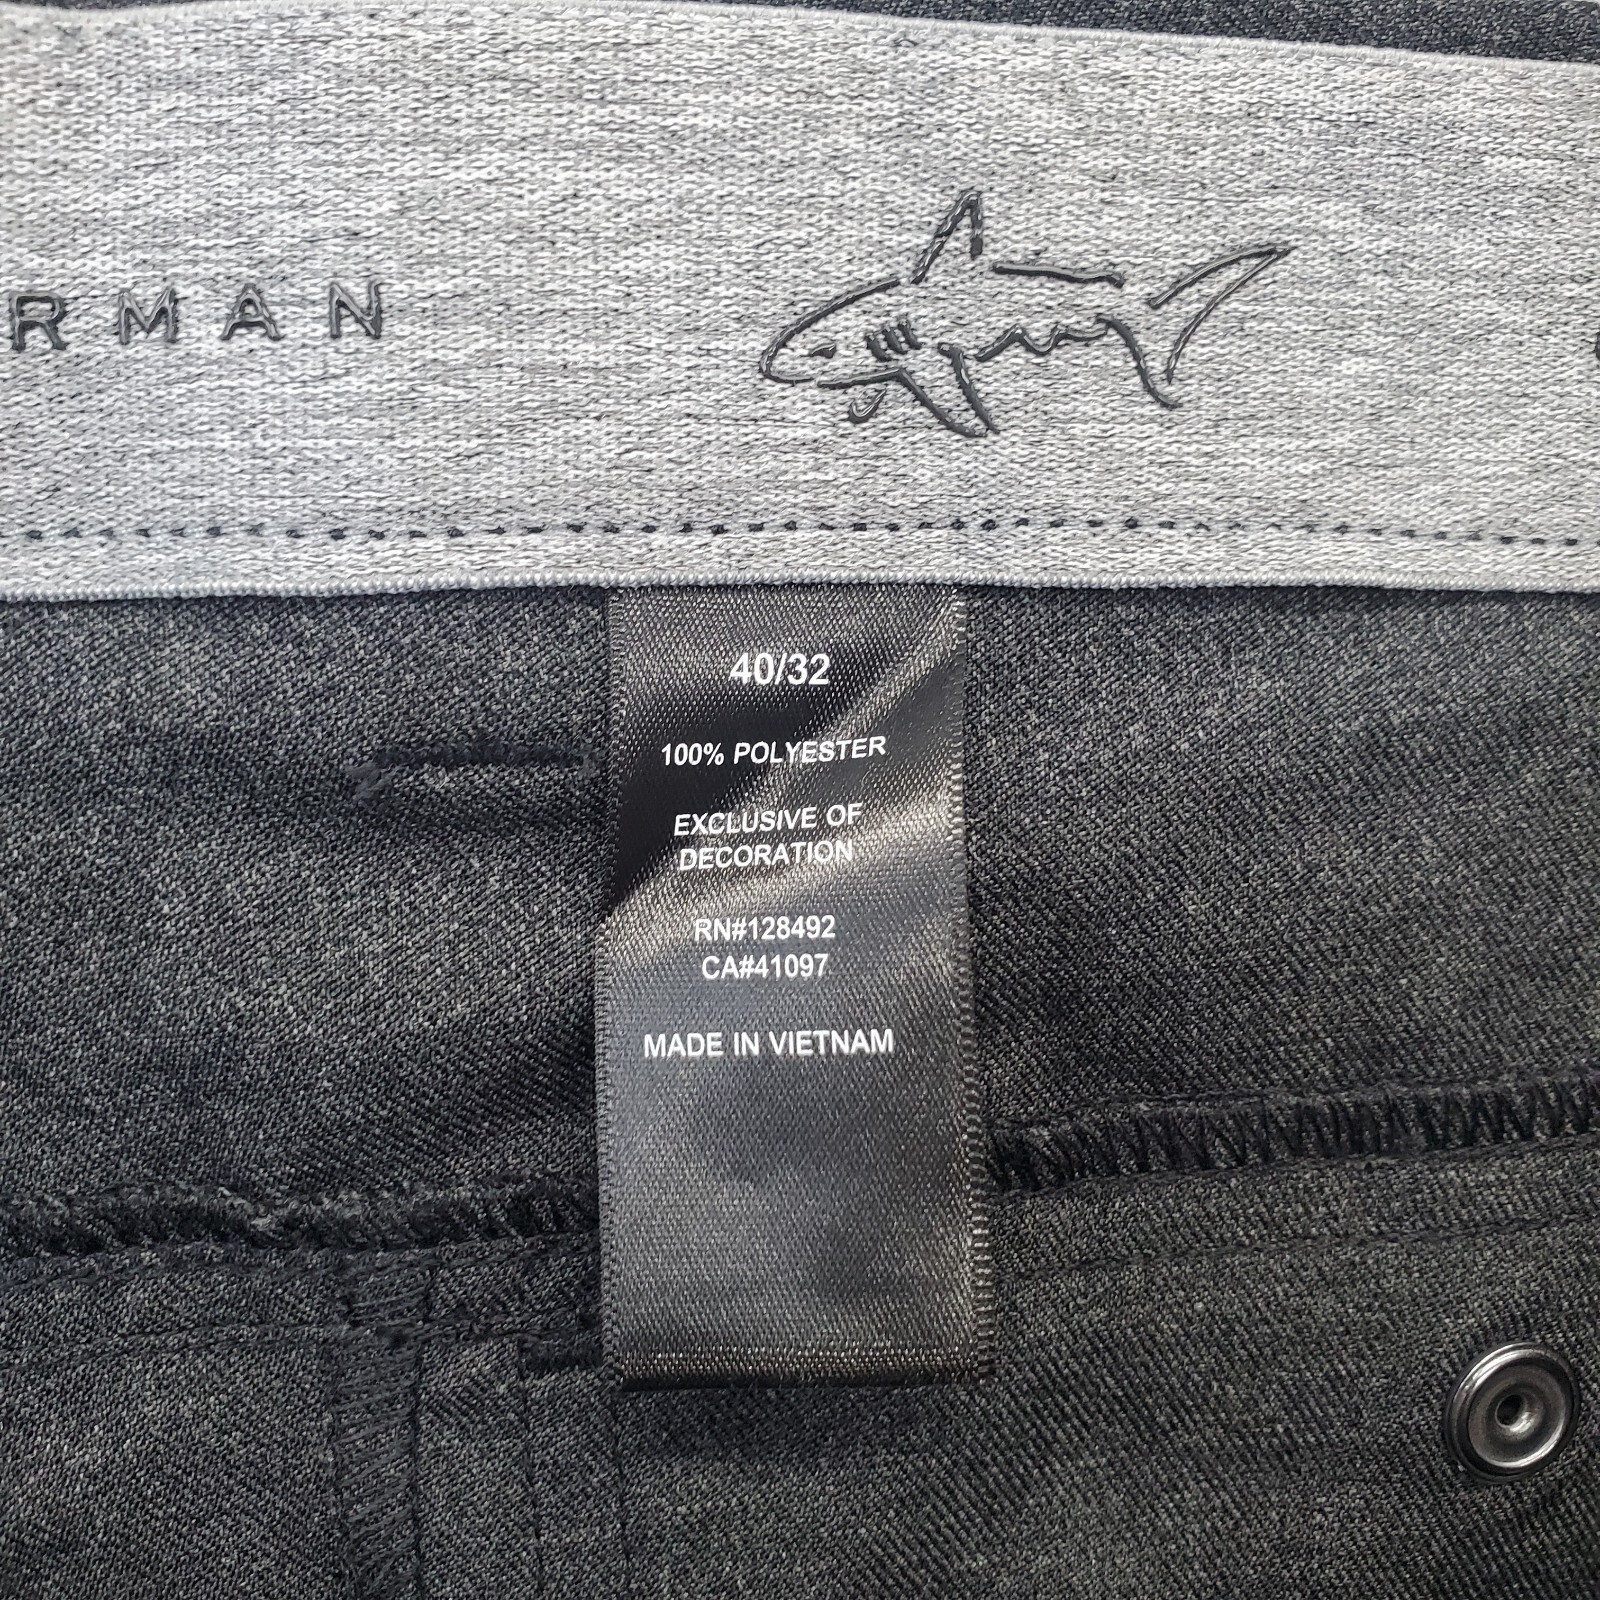 RMAN
40/32
100% POLYESTER
EXCLUSIVE OF
DECORATION
RN#128492
CA#41097
MADE IN VIETNAM